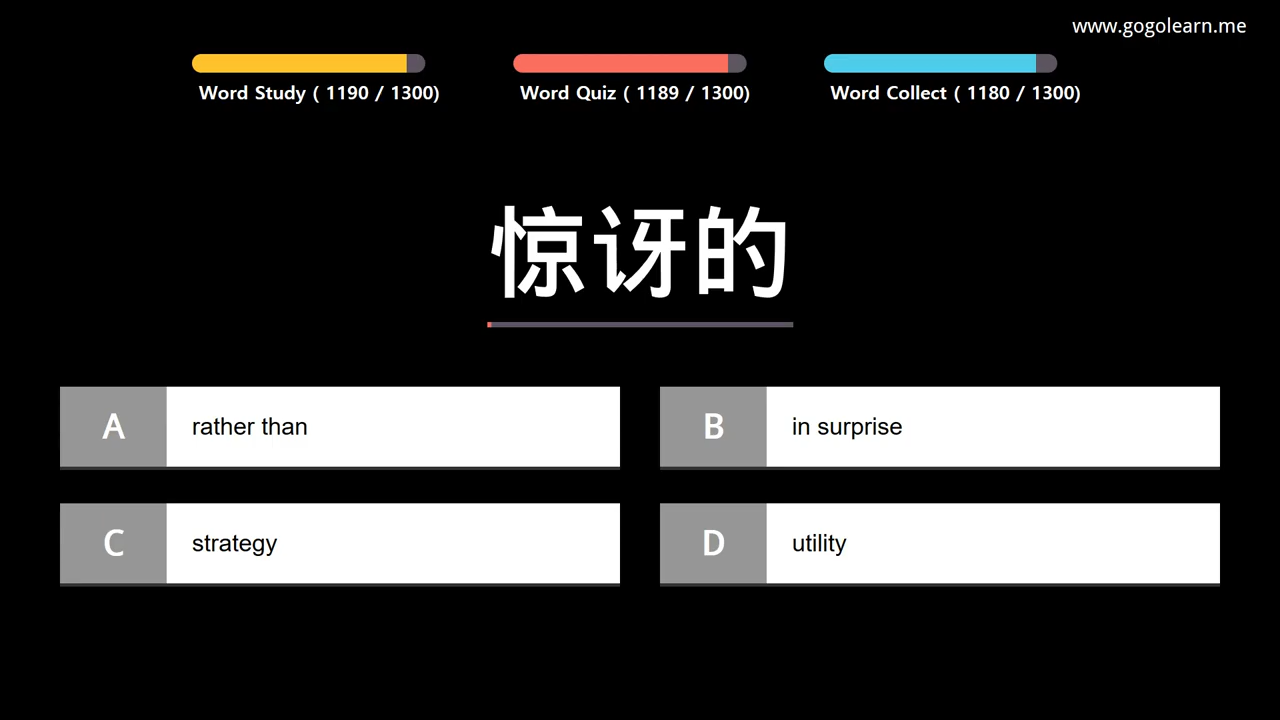 www.gogolearn.me
Word Study ( 1190 / 1300)
Word Quiz ( 1189 / 1300)
Word Collect ( 1180 / 1300)
惊讶的
A rather than
B in surprise
C strategy
D utility